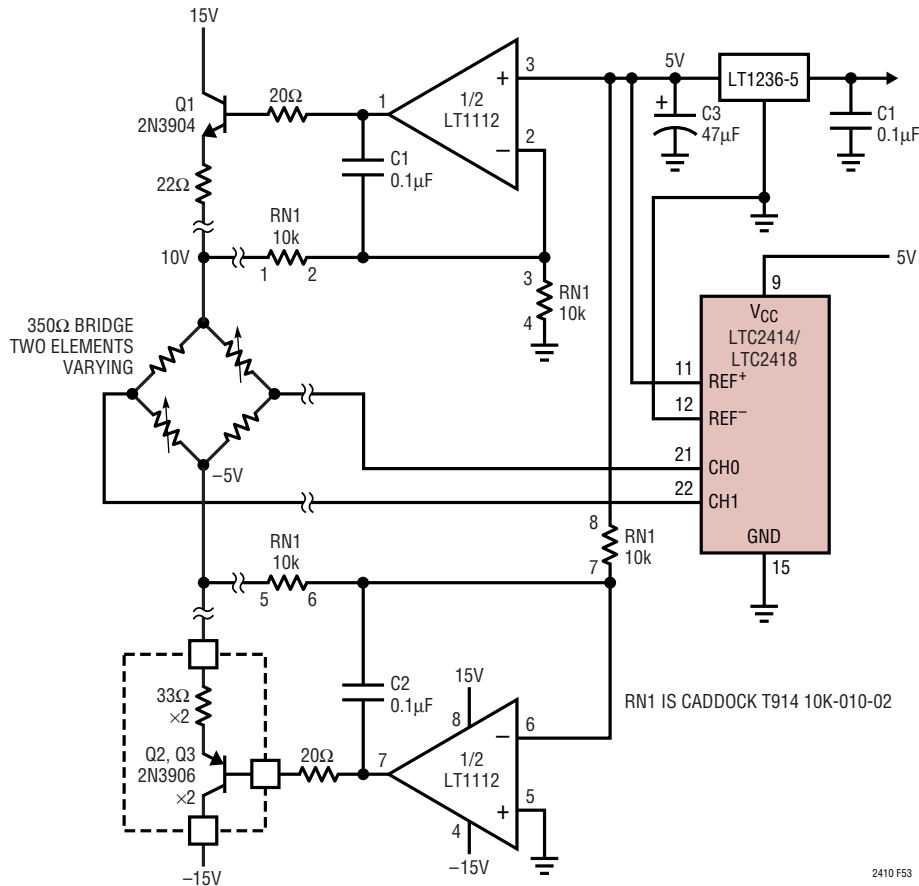 15V
Q1
2N3904
20Ω
1
1/2
LT1112
+
−
3
2
5V
LT1236-5
+
C3
47µF
C1
0.1µF
C1
0.1µF
22Ω
RN1
10k
10V
1
2
3
4
RN1
10k
5V
9
VCC
LTC2414/
LTC2418
11
REF+
12
REF−
21
CH0
22
CH1
GND
15
350Ω BRIDGE
TWO ELEMENTS
VARYING
−5V
8
RN1
10k
7
RN1
10k
5
6
C2
0.1µF
15V
8
33Ω
×2
Q2, Q3
2N3906
×2
20Ω
7
1/2
LT1112
−
+
6
5
4
−15V
−15V
RN1 IS CADDOCK T914 10K-010-02
2410 F53